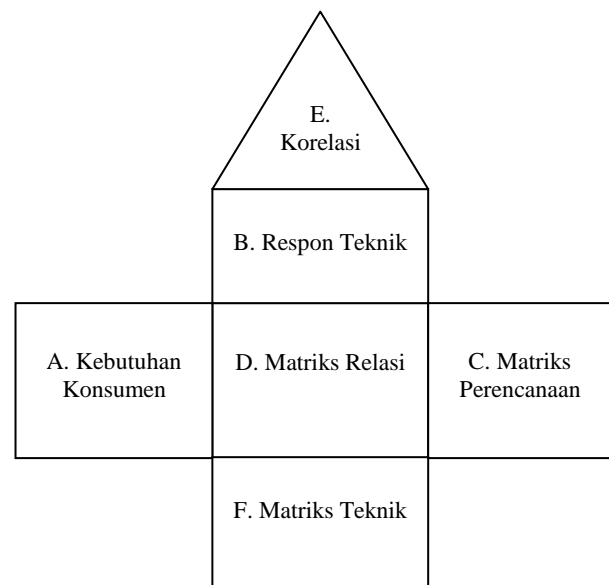 E.
Korelasi
B. Respon Teknik
A. Kebutuhan
Konsumen
D. Matriks Relasi
C. Matriks
Perencanaan
F. Matriks Teknik